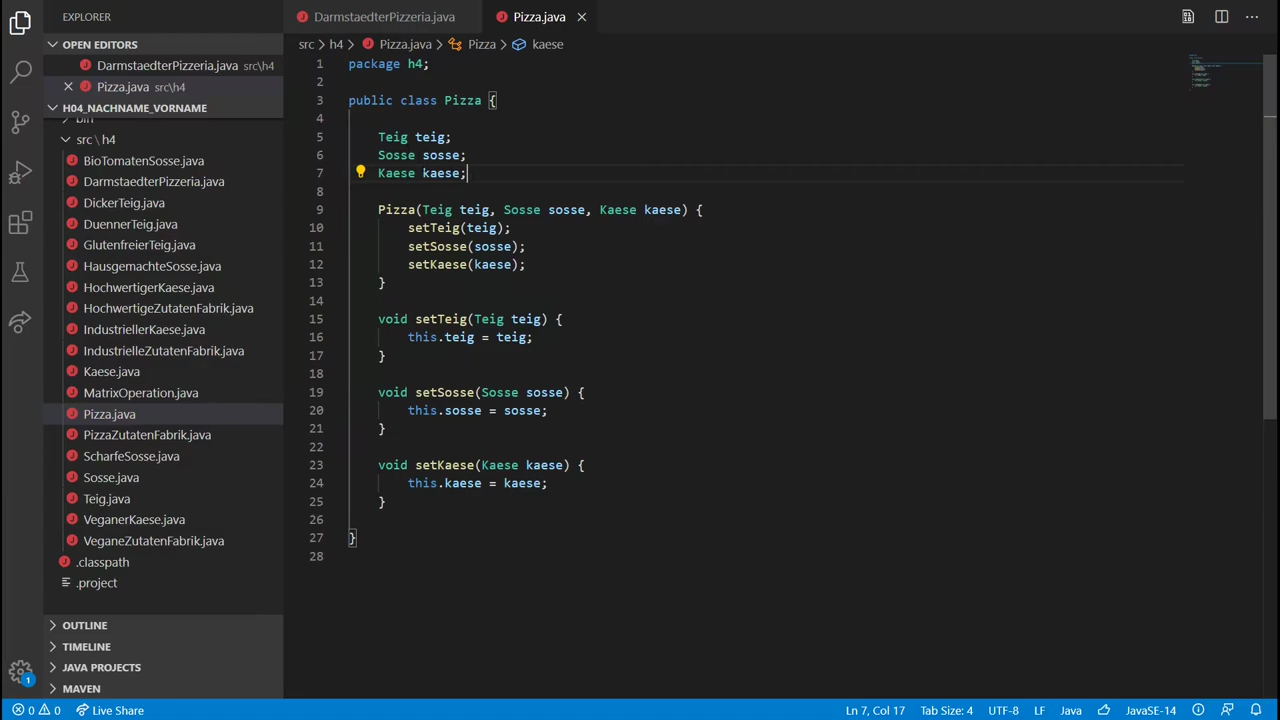 EXPLORER
OPEN EDITORS
DarmstaedterPizzeria.java src\h4
Pizza.java src\h4
H04_NACHNAME_VORNAME
bin
src \ h4
BioTomatenSosse.java
DarmstaedterPizzeria.java
DickerTeig.java
DuennerTeig.java
GlutenfreierTeig.java
HausgemachteSosse.java
HochwertigerKaese.java
HochwertigeZutatenFabrik.java
IndustriellerKaese.java
IndustrielleZutatenFabrik.java
Kaese.java
MatrixOperation.java
Pizza.java
PizzaZutatenFabrik.java
ScharfeSosse.java
Sosse.java
Teig.java
VeganerKaese.java
VeganeZutatenFabrik.java
.classpath
.project
OUTLINE
TIMELINE
JAVA PROJECTS
MAVEN
1
DarmstaedterPizzeria.java Pizza.java
src > h4 > Pizza.java > Pizza > kaese
1 package h4;
2
3 public class Pizza {
4
5 Teig teig;
6 Sosse sosse;
7 Kaese kaese;
8
9 Pizza(Teig teig, Sosse sosse, Kaese kaese) {
10 setTeig(teig);
11 setSosse(sosse);
12 setKaese(kaese);
13 }
14
15 void setTeig(Teig teig) {
16 this.teig = teig;
17 }
18
19 void setSosse(Sosse sosse) {
20 this.sosse = sosse;
21 }
22
23 void setKaese(Kaese kaese) {
24 this.kaese = kaese;
25 }
26
27 }
28
0 0 Live Share Ln 7, Col 17 Tab Size: 4 UTF-8 LF Java JavaSE-14